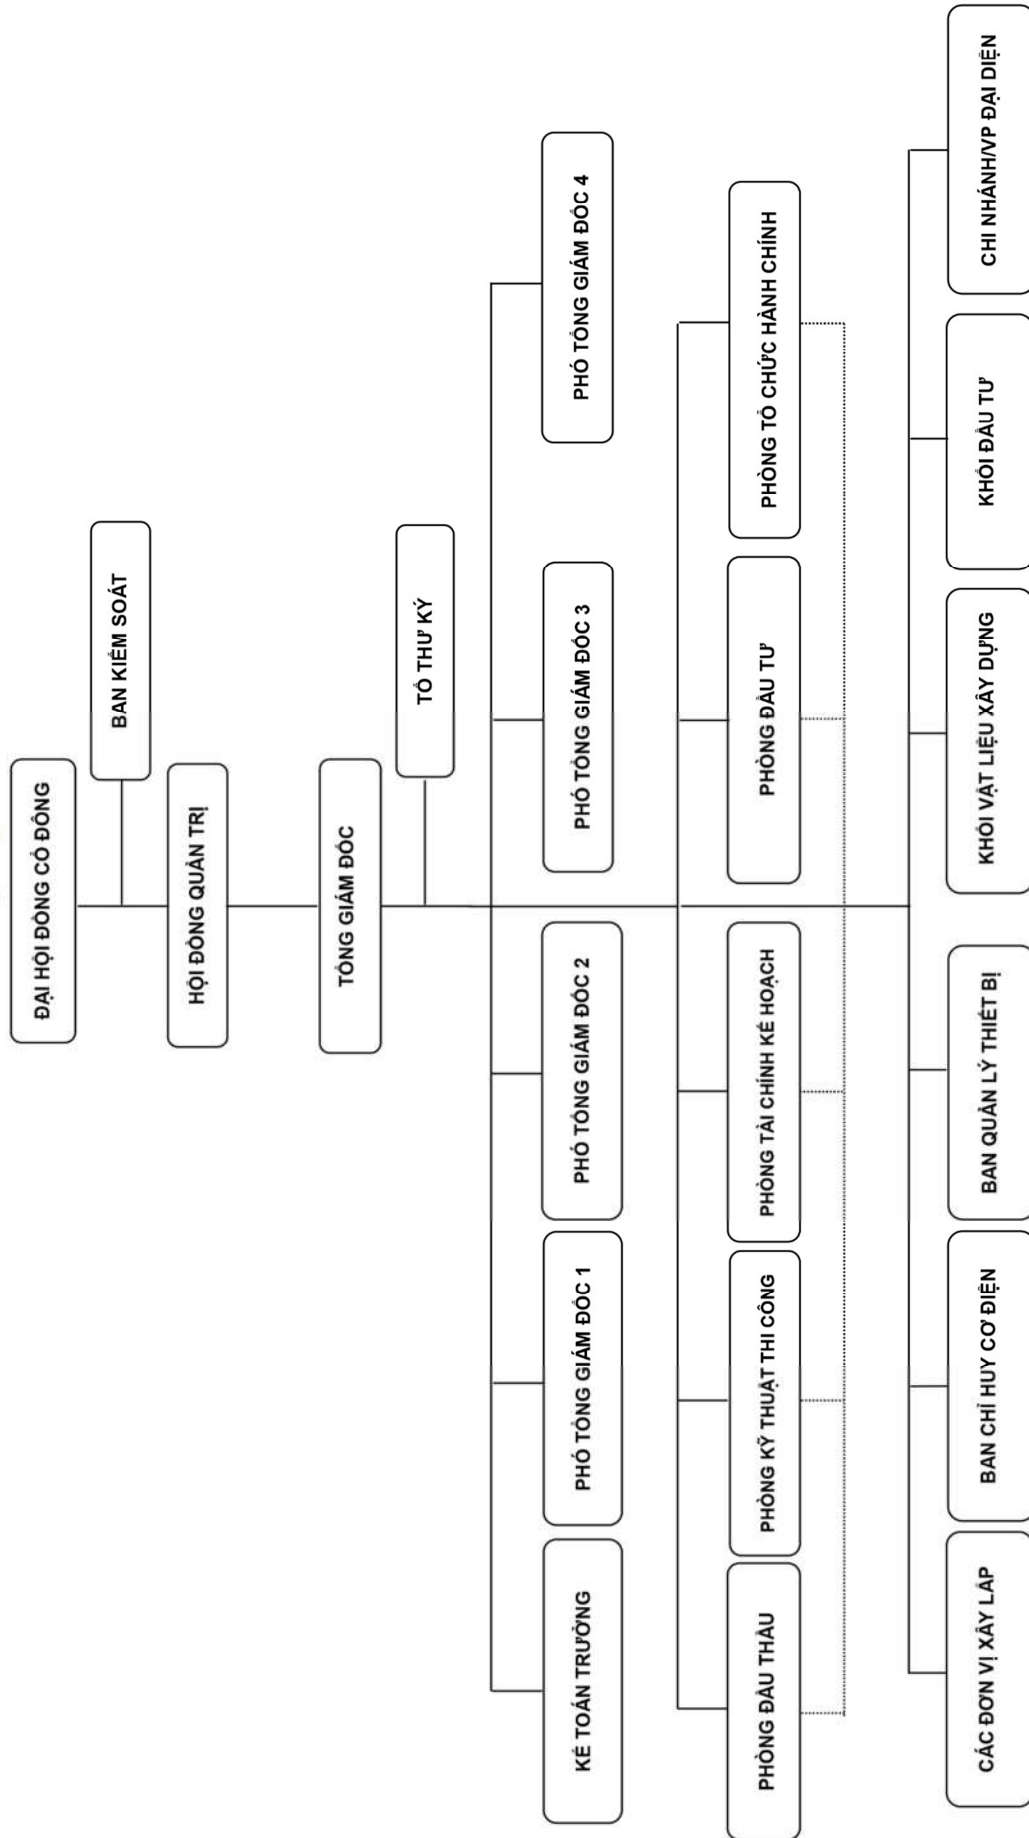 ĐẠI HỘI ĐỒNG CỔ ĐÔNG
BAN KIỂM SOÁT
HỘI ĐỒNG QUẢN TRỊ
TỔNG GIÁM ĐỐC
TỔ THƯ KÝ
KẾ TOÁN TRƯỞNG
PHÓ TỔNG GIÁM ĐỐC 1
PHÓ TỔNG GIÁM ĐỐC 2
PHÓ TỔNG GIÁM ĐỐC 3
PHÓ TỔNG GIÁM ĐỐC 4
PHÒNG ĐẤU THẦU
PHÒNG KỸ THUẬT THI CÔNG
PHÒNG TÀI CHÍNH KẾ HOẠCH
PHÒNG ĐẦU TƯ
PHÒNG TỔ CHỨC HÀNH CHÍNH
CÁC ĐƠN VỊ XÂY LẮP
BAN CHỈ HUY CƠ ĐIỆN
BAN QUẢN LÝ THIẾT BỊ
KHỐI VẬT LIỆU XÂY DỰNG
KHỐI ĐẦU TƯ
CHI NHÁNH/VP ĐẠI DIỆN